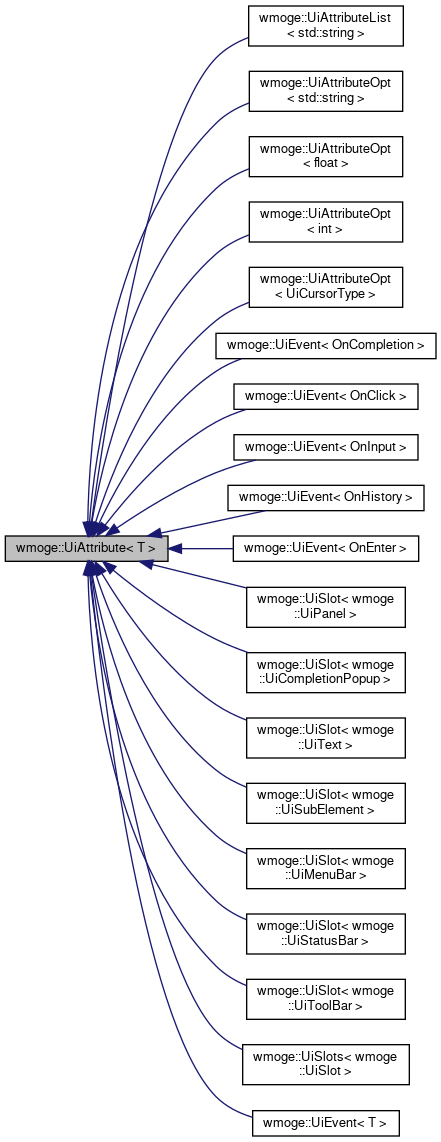 wmoge::UiAttributeList
< std::string >
wmoge::UiAttributeOpt
< std::string >
wmoge::UiAttributeOpt
< float >
wmoge::UiAttributeOpt
< int >
wmoge::UiAttributeOpt
< UiCursorType >
wmoge::UiEvent< OnCompletion >
wmoge::UiEvent< OnClick >
wmoge::UiEvent< OnInput >
wmoge::UiEvent< OnHistory >
wmoge::UiAttribute< T >
wmoge::UiEvent< OnEnter >
wmoge::UiSlot< wmoge
::UiPanel >
wmoge::UiSlot< wmoge
::UiCompletionPopup >
wmoge::UiSlot< wmoge
::UiText >
wmoge::UiSlot< wmoge
::UiSubElement >
wmoge::UiSlot< wmoge
::UiMenuBar >
wmoge::UiSlot< wmoge
::UiStatusBar >
wmoge::UiSlot< wmoge
::UiToolBar >
wmoge::UiSlots< wmoge
::UiSlot >
wmoge::UiEvent< T >